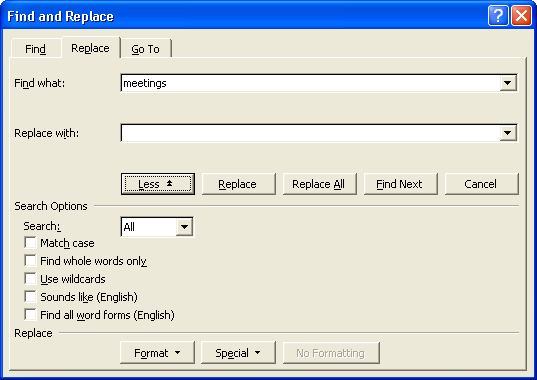 Find and Replace
Find Replace Go To
Find what: meetings
Replace with:
Less Replace Replace All Find Next Cancel
Search Options
Search: All
Match case
Find whole words only
Use wildcards
Sounds like (English)
Find all word forms (English)
Replace
Format Special No Formatting